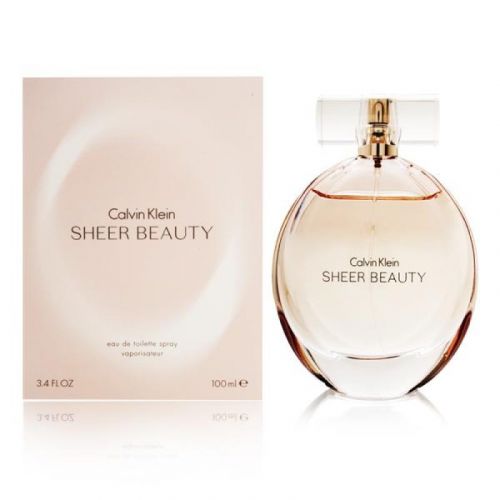 Calvin Klein
SHEER BEAUTY
eau de toilette spray
vaporisateur
3.4 FL OZ 100 ml ℮
Calvin Klein
SHEER BEAUTY